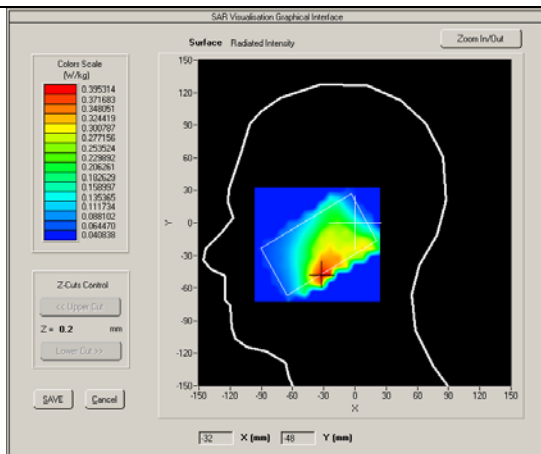 SAR Visualisation Graphical Interface
Surface Radiated Intensity
Zoom In/Out
Colors Scale
(W/kg)
0.395314
0.371683
0.348051
0.324419
0.300787
0.277156
0.253524
0.229892
0.206261
0.182629
0.158997
0.135365
0.111734
0.088102
0.064470
0.040838
Z-Cuts Control
<< Upper Cut
Z = 0.2 mm
Lower Cut >>
SAVE Cancel
150
120
90
60
30
0
-30
-60
-90
-120
-150
Y
-150 -120 -90 -60 -30 0 30 60 90 120 150
X
-32 X (mm) -48 Y (mm)